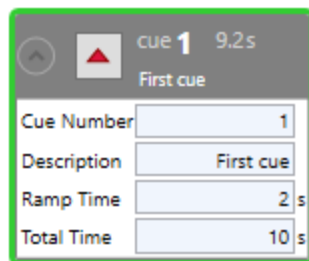 cue 1 9.2s
First cue
Cue Number 1
Description First cue
Ramp Time 2 s
Total Time 10 s